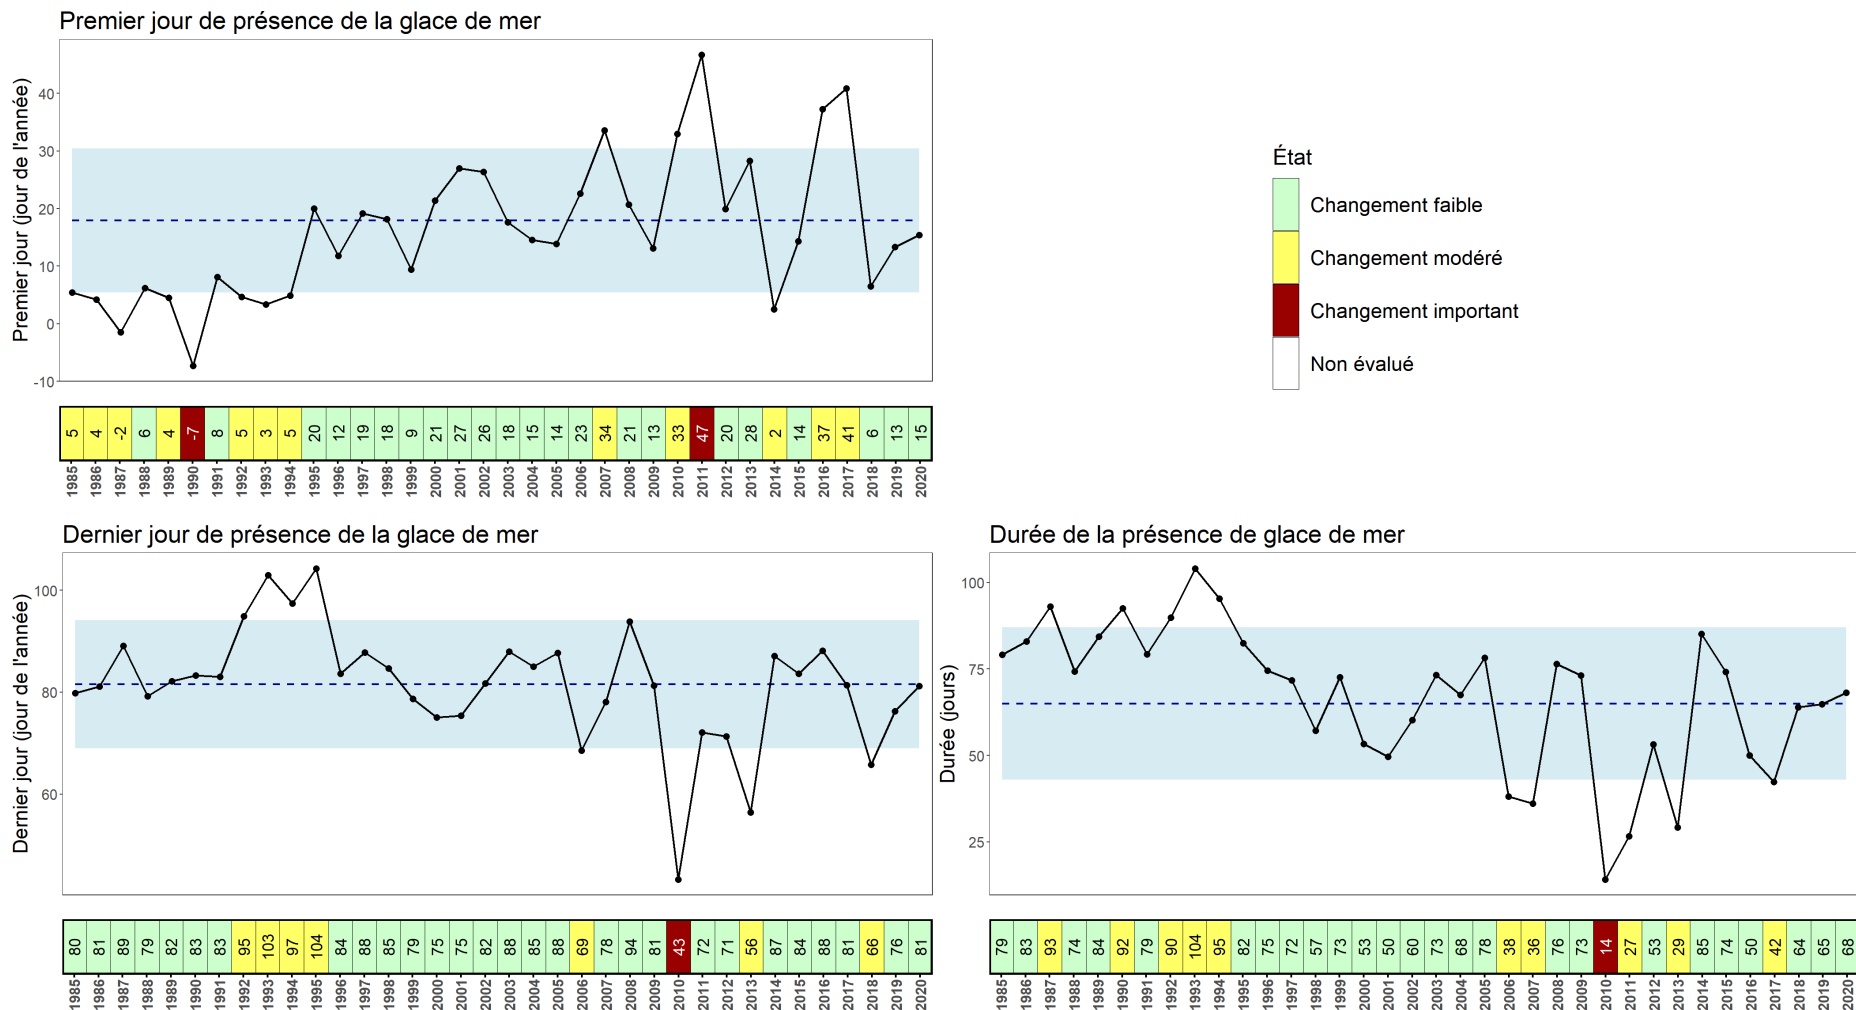 Premier jour de présence de la glace de mer
Premier jour (jour de l'année)
40
30
20
10
0
-10
5 4 -2 6 4 -7 8 5 3 5 20 12 19 18 9 21 27 26 18 15 14 23 34 21 13 33 47 20 28 2 14 37 41 6 13 15
1985 1986 1987 1988 1989 1990 1991 1992 1993 1994 1995 1996 1997 1998 1999 2000 2001 2002 2003 2004 2005 2006 2007 2008 2009 2010 2011 2012 2013 2014 2015 2016 2017 2018 2019 2020
État
Changement faible
Changement modéré
Changement important
Non évalué
Dernier jour de présence de la glace de mer
Dernier jour (jour de l'année)
100
80
60
80 81 89 79 82 83 83 95 103 97 104 84 88 85 79 75 75 82 88 85 88 69 78 94 81 43 72 71 56 87 84 88 81 66 76 81
1985 1986 1987 1988 1989 1990 1991 1992 1993 1994 1995 1996 1997 1998 1999 2000 2001 2002 2003 2004 2005 2006 2007 2008 2009 2010 2011 2012 2013 2014 2015 2016 2017 2018 2019 2020
Durée de la présence de glace de mer
Durée (jours)
100
75
50
25
79 83 93 74 84 92 79 90 104 95 82 75 72 57 73 53 50 60 73 68 78 38 36 76 73 14 27 53 29 85 74 50 42 64 65 68
1985 1986 1987 1988 1989 1990 1991 1992 1993 1994 1995 1996 1997 1998 1999 2000 2001 2002 2003 2004 2005 2006 2007 2008 2009 2010 2011 2012 2013 2014 2015 2016 2017 2018 2019 2020